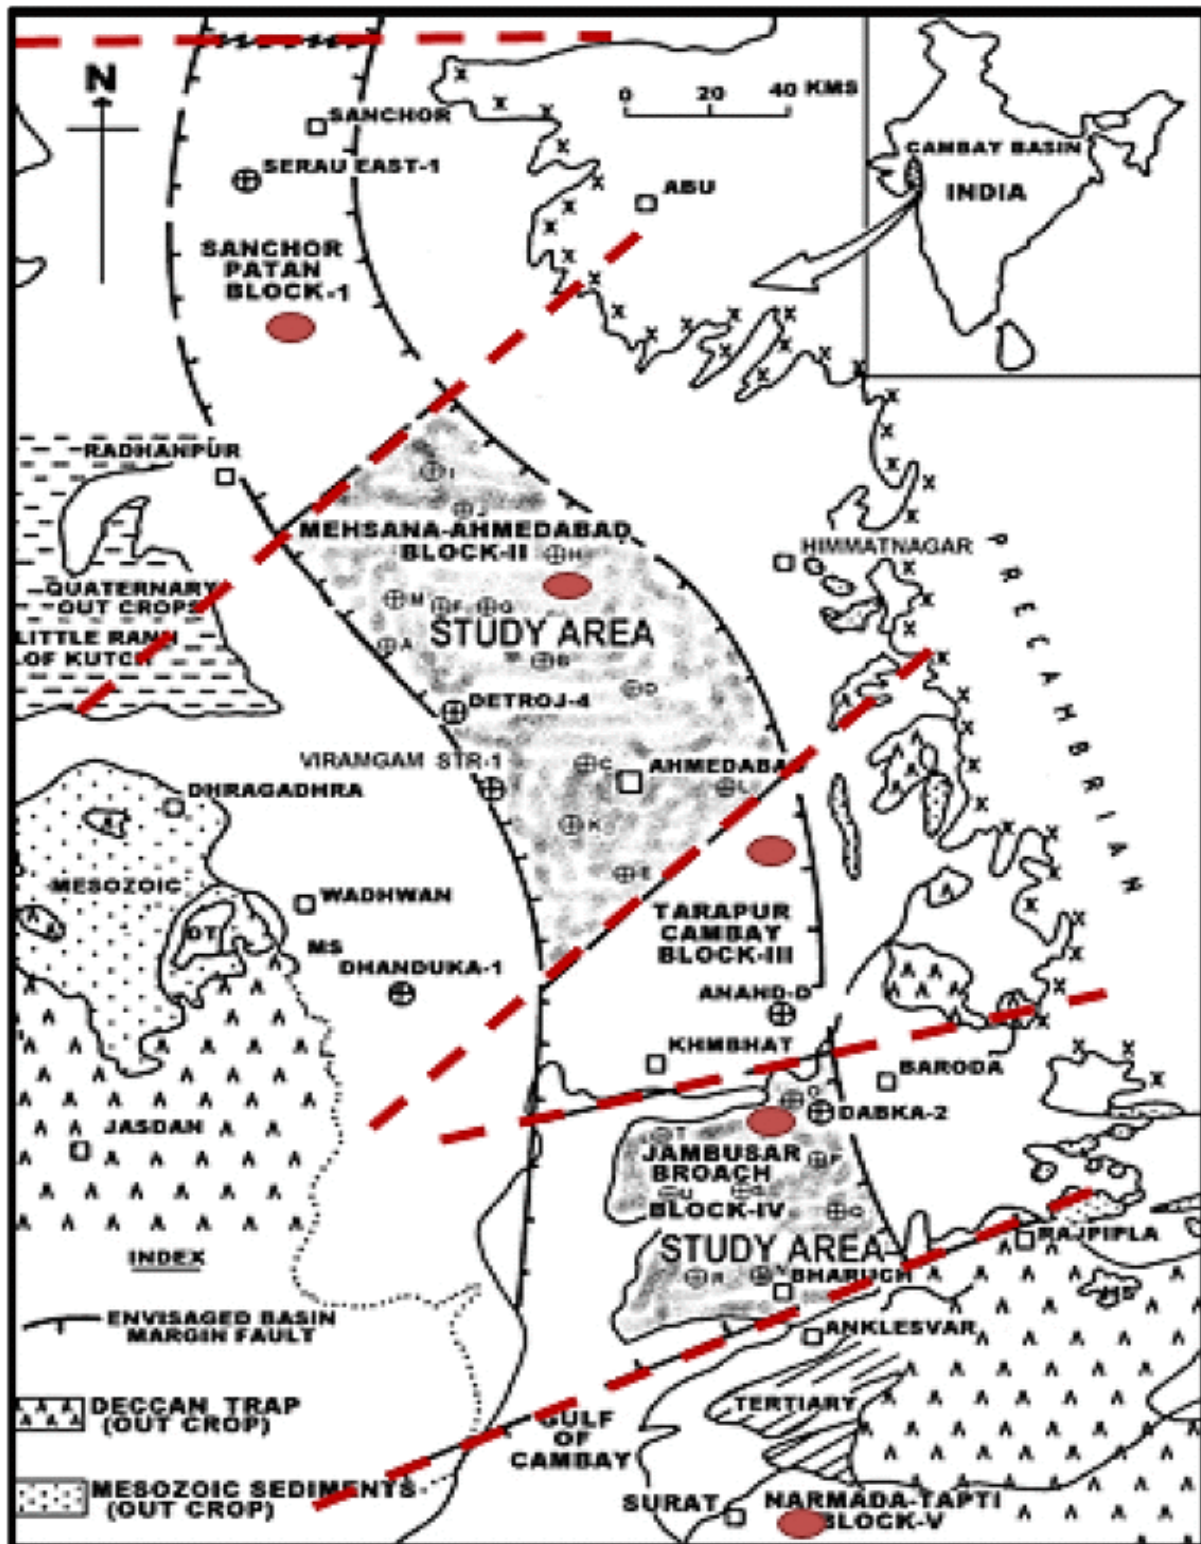 N
0 20 40 KMS
SANCHOR
SERAU EAST-1
ABU
CAMBAY BASIN
INDIA
SANCHOR
PATAN
BLOCK-1
RADHANPUR
I
J
MEHSANA-AHMEDABAD
BLOCK-II
H
HIMMATNAGAR
PRECAMBRIAN
QUATERNARY
OUT CROPS
LITTLE RANN
OF KUTCH
M
F
G
STUDY AREA
A
B
D
DETROJ-4
VIRANGAM STR-1
C
AHMEDABAD
L
DHRAGADHRA
K
MESOZOIC
E
WADHWAN
TARAPUR
CAMBAY
BLOCK-III
DT
MS
DHANDUKA-1
ANAND-D
KHMBHAT
BARODA
DABKA-2
JASDAN
T
JAMBUSAR
BROACH
P
U
S
BLOCK-IV
Q
STUDY AREA
RAJPIPLA
INDEX
R
N
BHARUCH
MS
ENVISAGED BASIN
MARGIN FAULT
ANKLESVAR
DECCAN TRAP
(OUT CROP)
TERTIARY
GULF
OF
CAMBAY
MESOZOIC SEDIMENTS
(OUT CROP)
SURAT
NARMADA-TAPTI
BLOCK-V